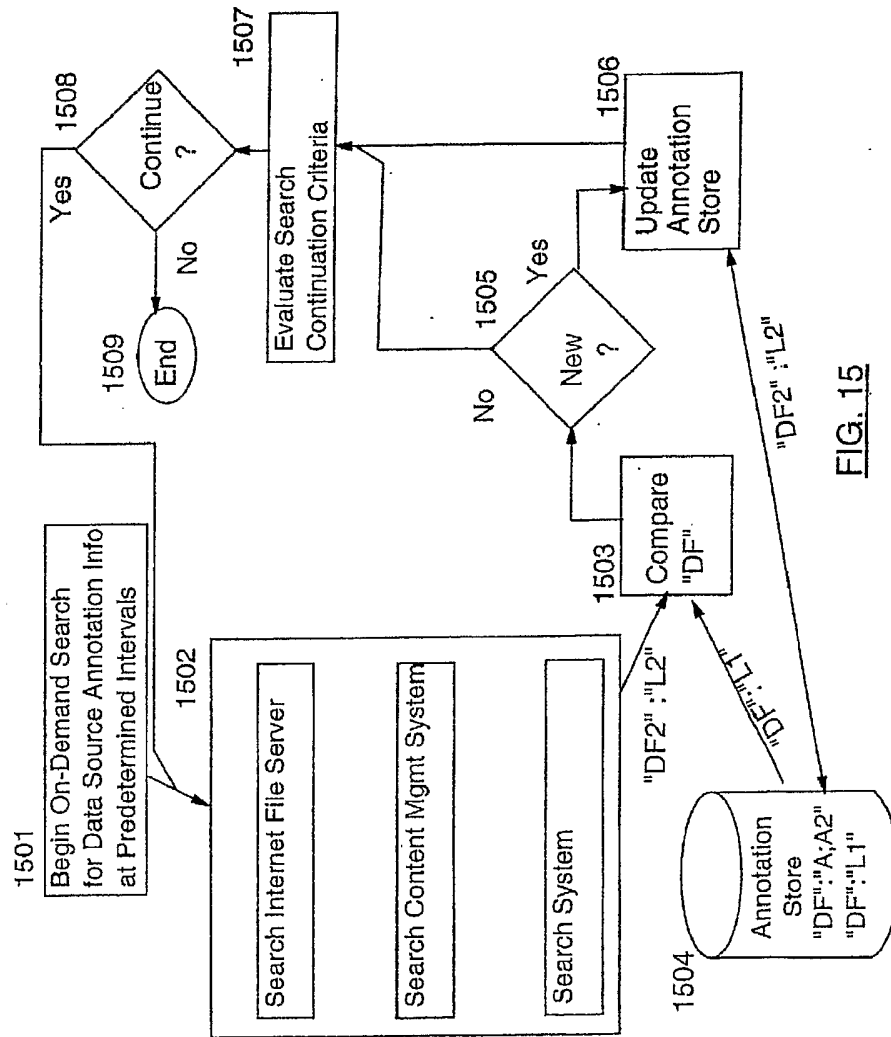 1501
Begin On-Demand Search
for Data Source Annotation Info
at Predetermined Intervals
1502
Search Internet File Server
Search Content Mgmt System
Search System
"DF2" :"L2"
1503
Compare
"DF"
1504
Annotation
Store
"DF":"A;A2"
"DF":"L1"
"DF":"L1"
1505
New
?
No
Yes
1506
Update
Annotation
Store
"DF2" :"L2"
1507
Evaluate Search
Continuation Criteria
1508
Continue
?
Yes
No
1509
End
FIG. 15